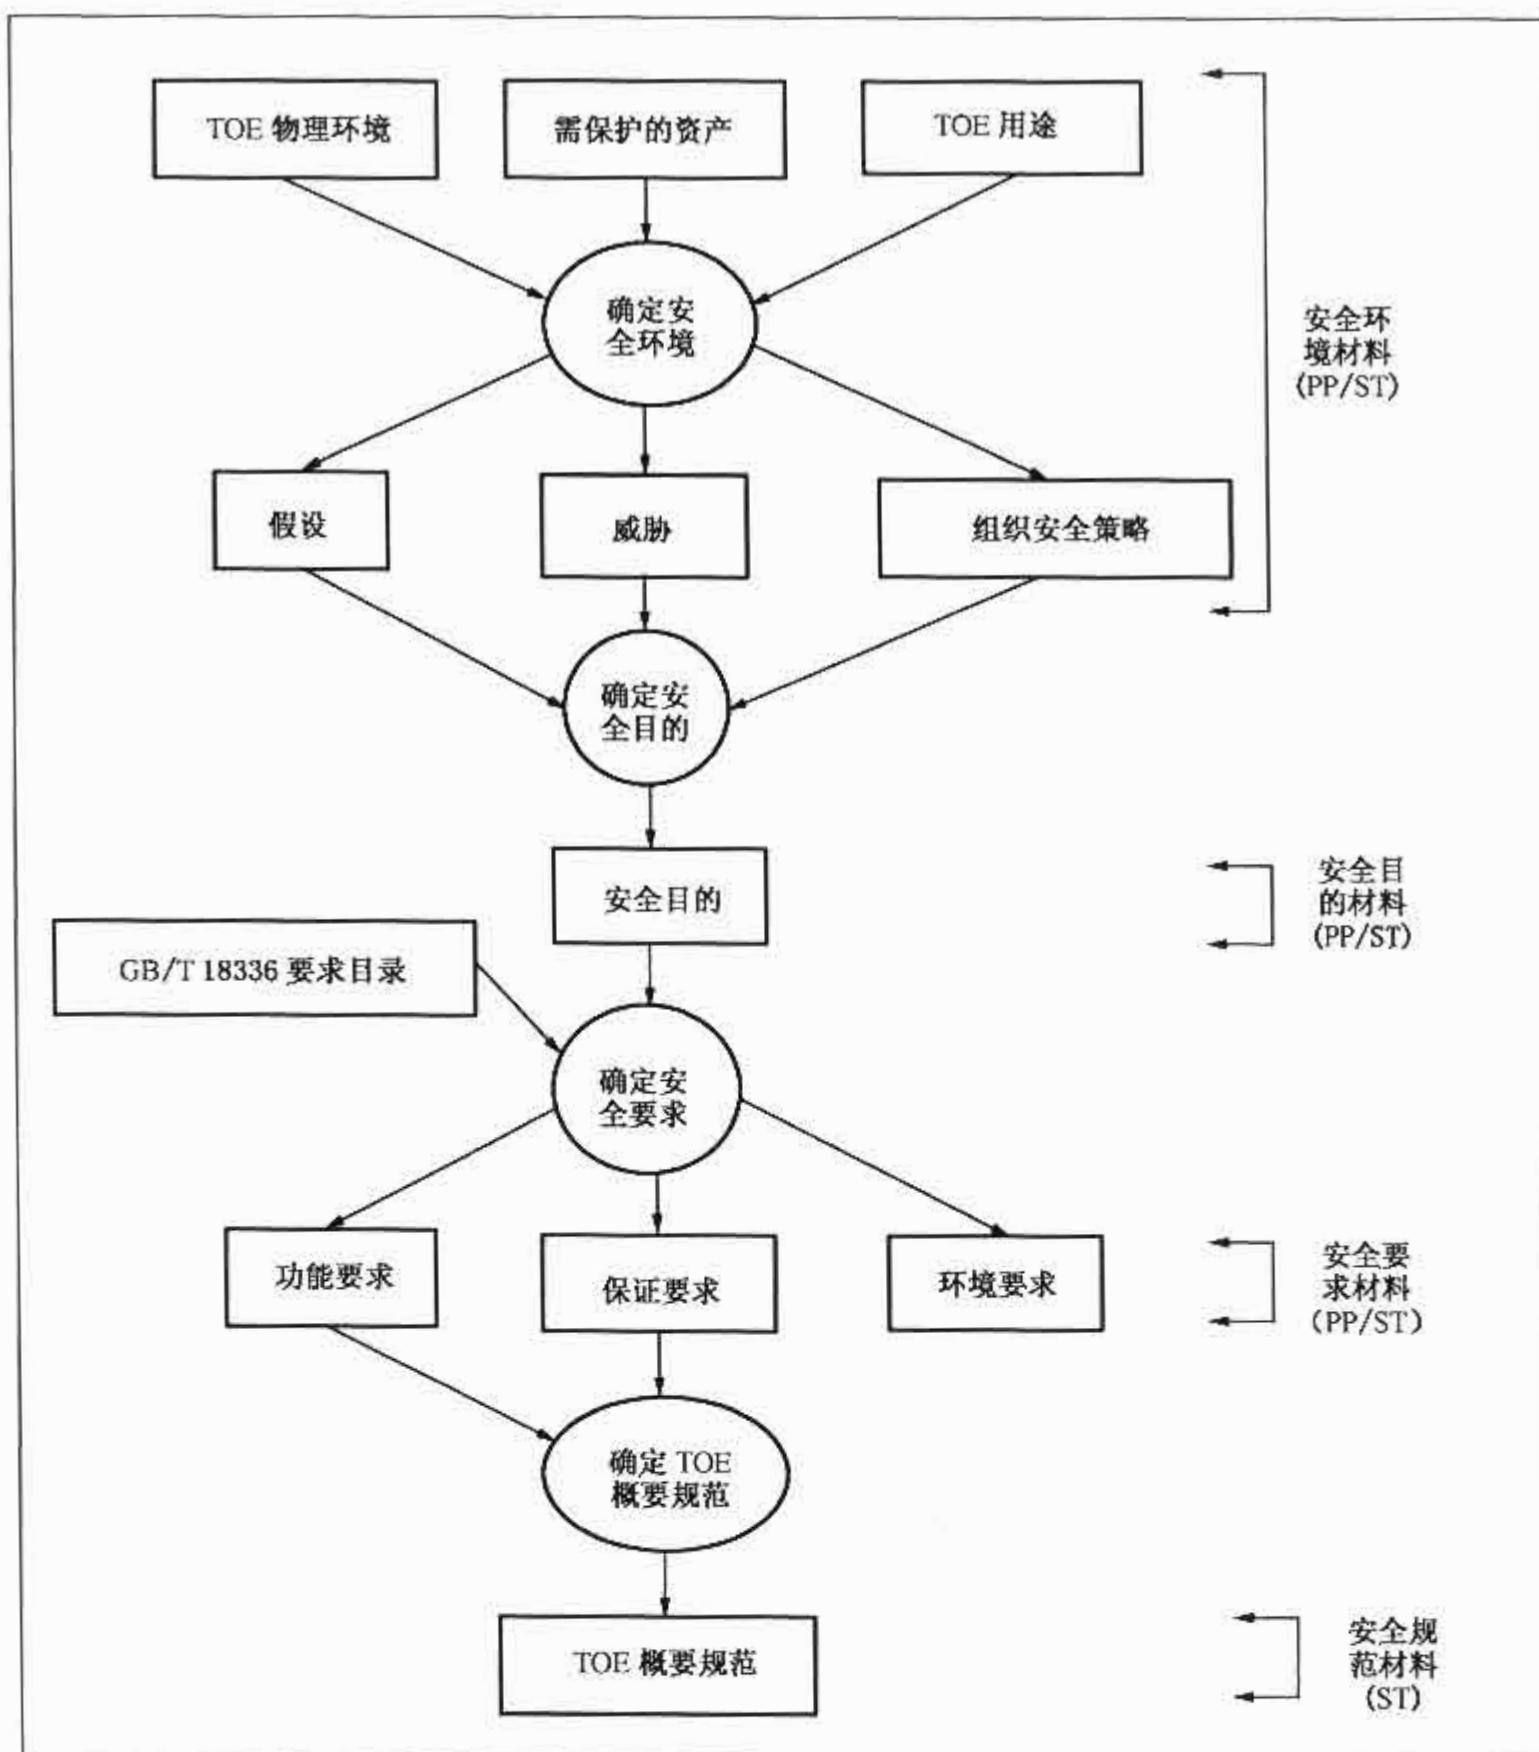 TOE 物理环境
需保护的资产
TOE 用途
确定安
全环境
安全环
境材料
(PP/ST)
假设
威胁
组织安全策略
确定安
全目的
安全目的
安全目
的材料
(PP/ST)
GB/T 18336 要求目录
确定安
全要求
功能要求
保证要求
环境要求
安全要
求材料
(PP/ST)
确定 TOE
概要规范
TOE 概要规范
安全规
范材料
(ST)